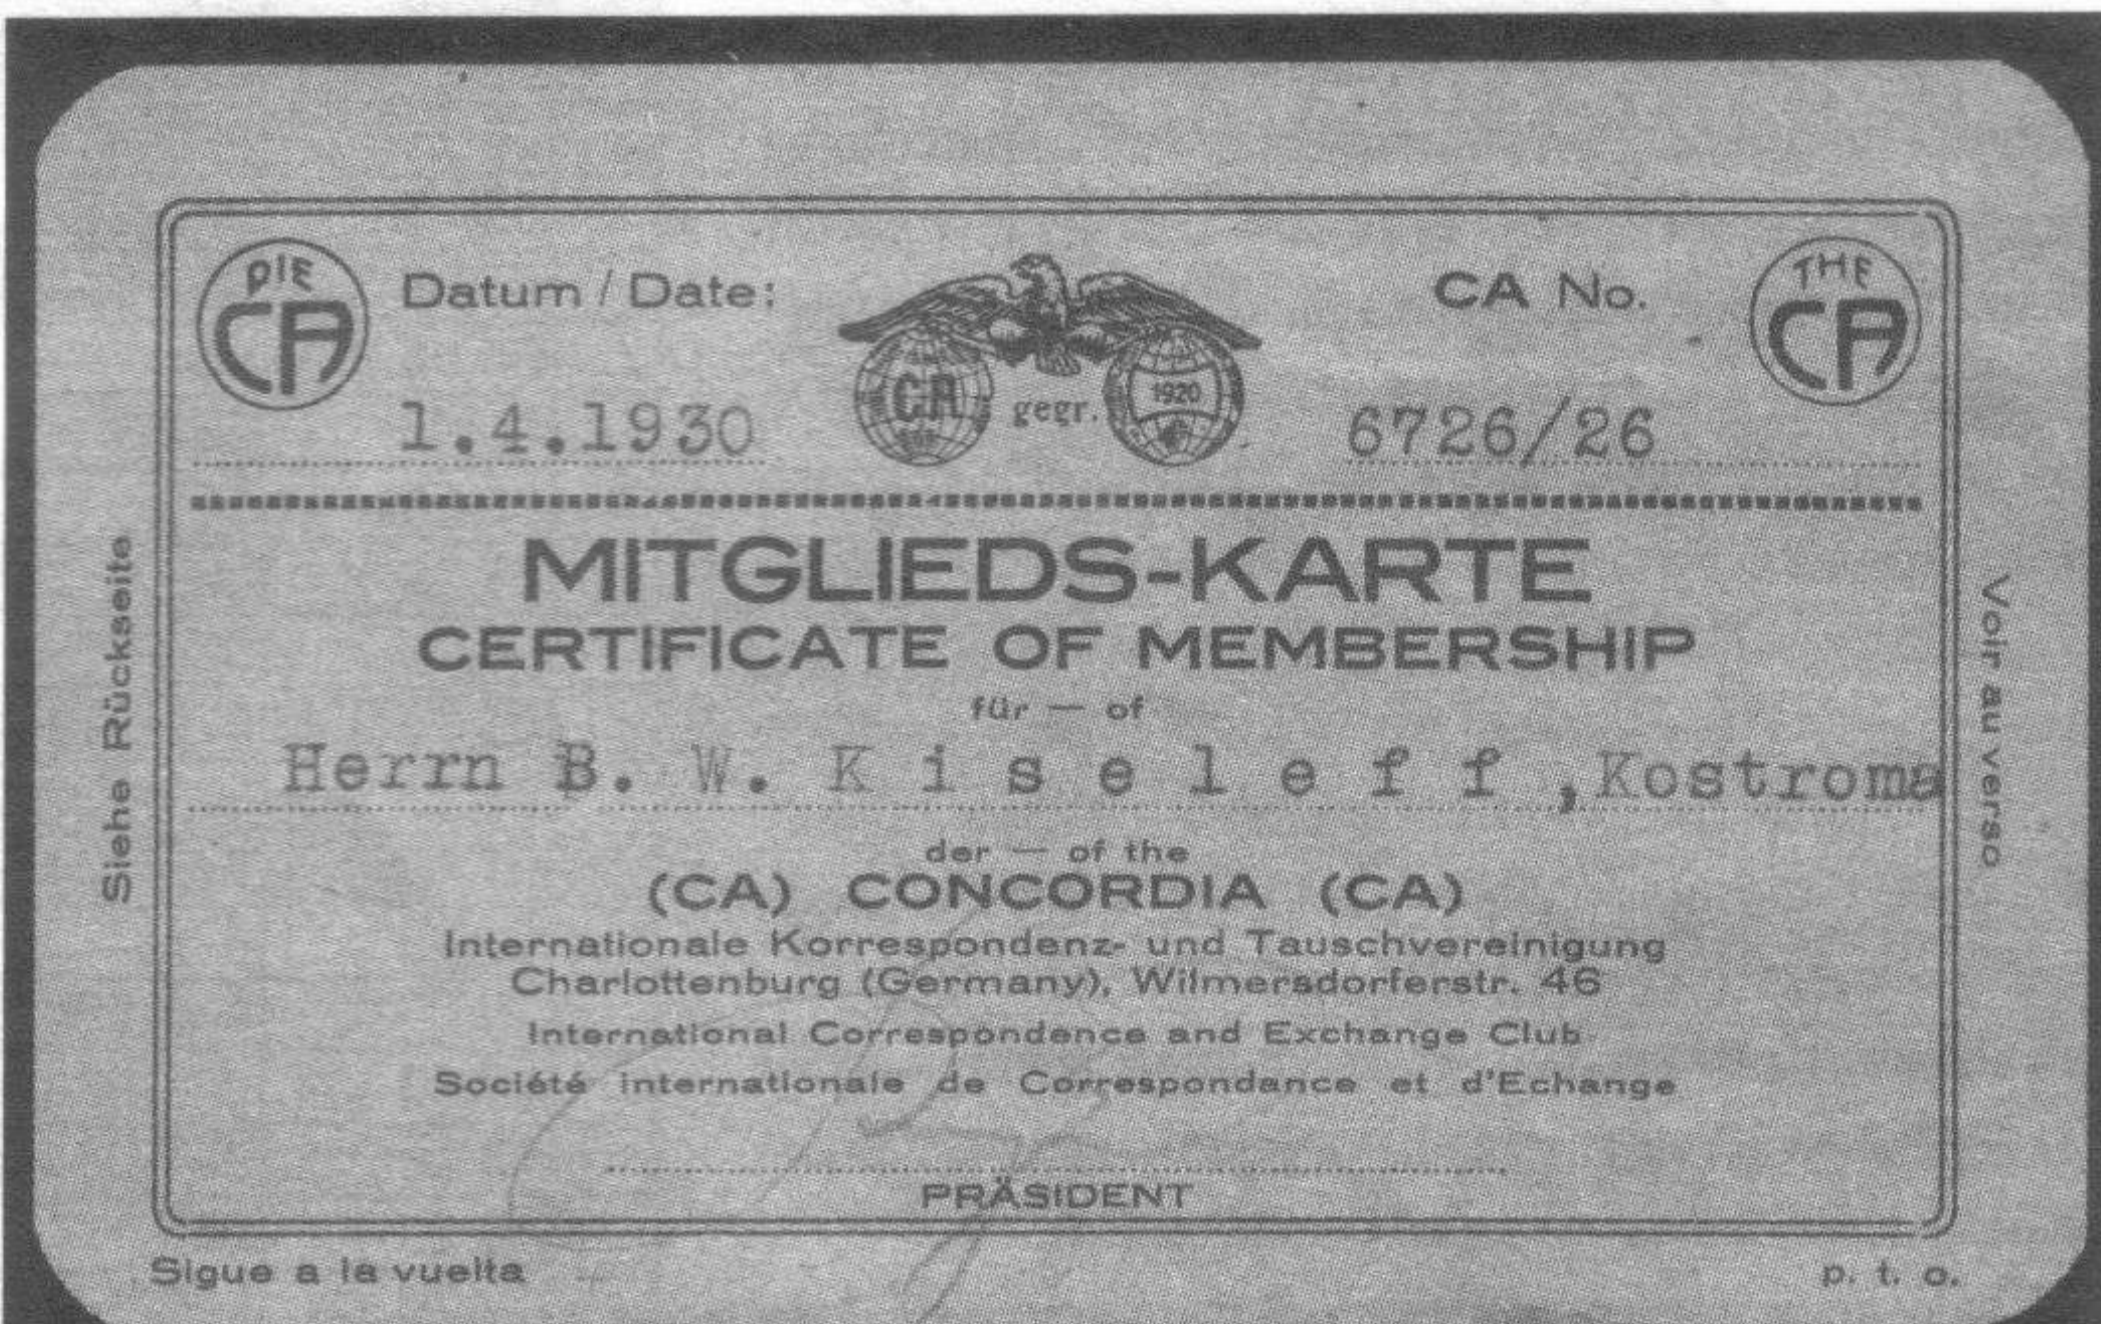 DIE
CA
Datum / Date:
1.4.1930
CA
gegr.
1920
CA No.
6726/26
THE
CA
MITGLIEDS-KARTE
CERTIFICATE OF MEMBERSHIP
für — of
Herrn B. W. Kiseleff, Kostroma
der — of the
(CA) CONCORDIA (CA)
Internationale Korrespondenz- und Tauschvereinigung
Charlottenburg (Germany), Wilmersdorferstr. 46
International Correspondence and Exchange Club
Société internationale de Correspondance et d'Echange
PRÄSIDENT
Siehe Rückseite
Voir au verso
Sigue a la vuelta
p. t. o.